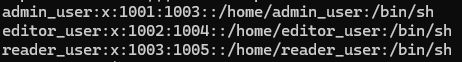 admin_user:x:1001:1003::/home/admin_user:/bin/sh
editor_user:x:1002:1004::/home/editor_user:/bin/sh
reader_user:x:1003:1005::/home/reader_user:/bin/sh